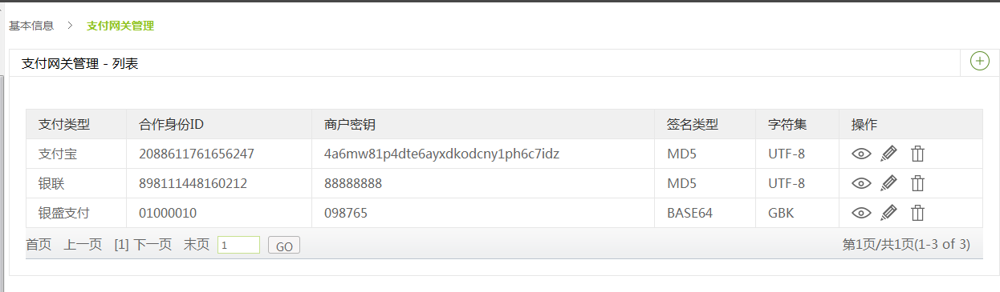 基本信息 > 支付网关管理
支付网关管理 - 列表
支付类型 合作身份ID 商户密钥 签名类型 字符集 操作
支付宝 2088611761656247 4a6mw81p4dte6ayxdkodcny1ph6c7idz MD5 UTF-8
银联 898111448160212 88888888 MD5 UTF-8
银盛支付 01000010 098765 BASE64 GBK
首页 上一页 [1] 下一页 末页 1 GO 第1页/共1页(1-3 of 3)